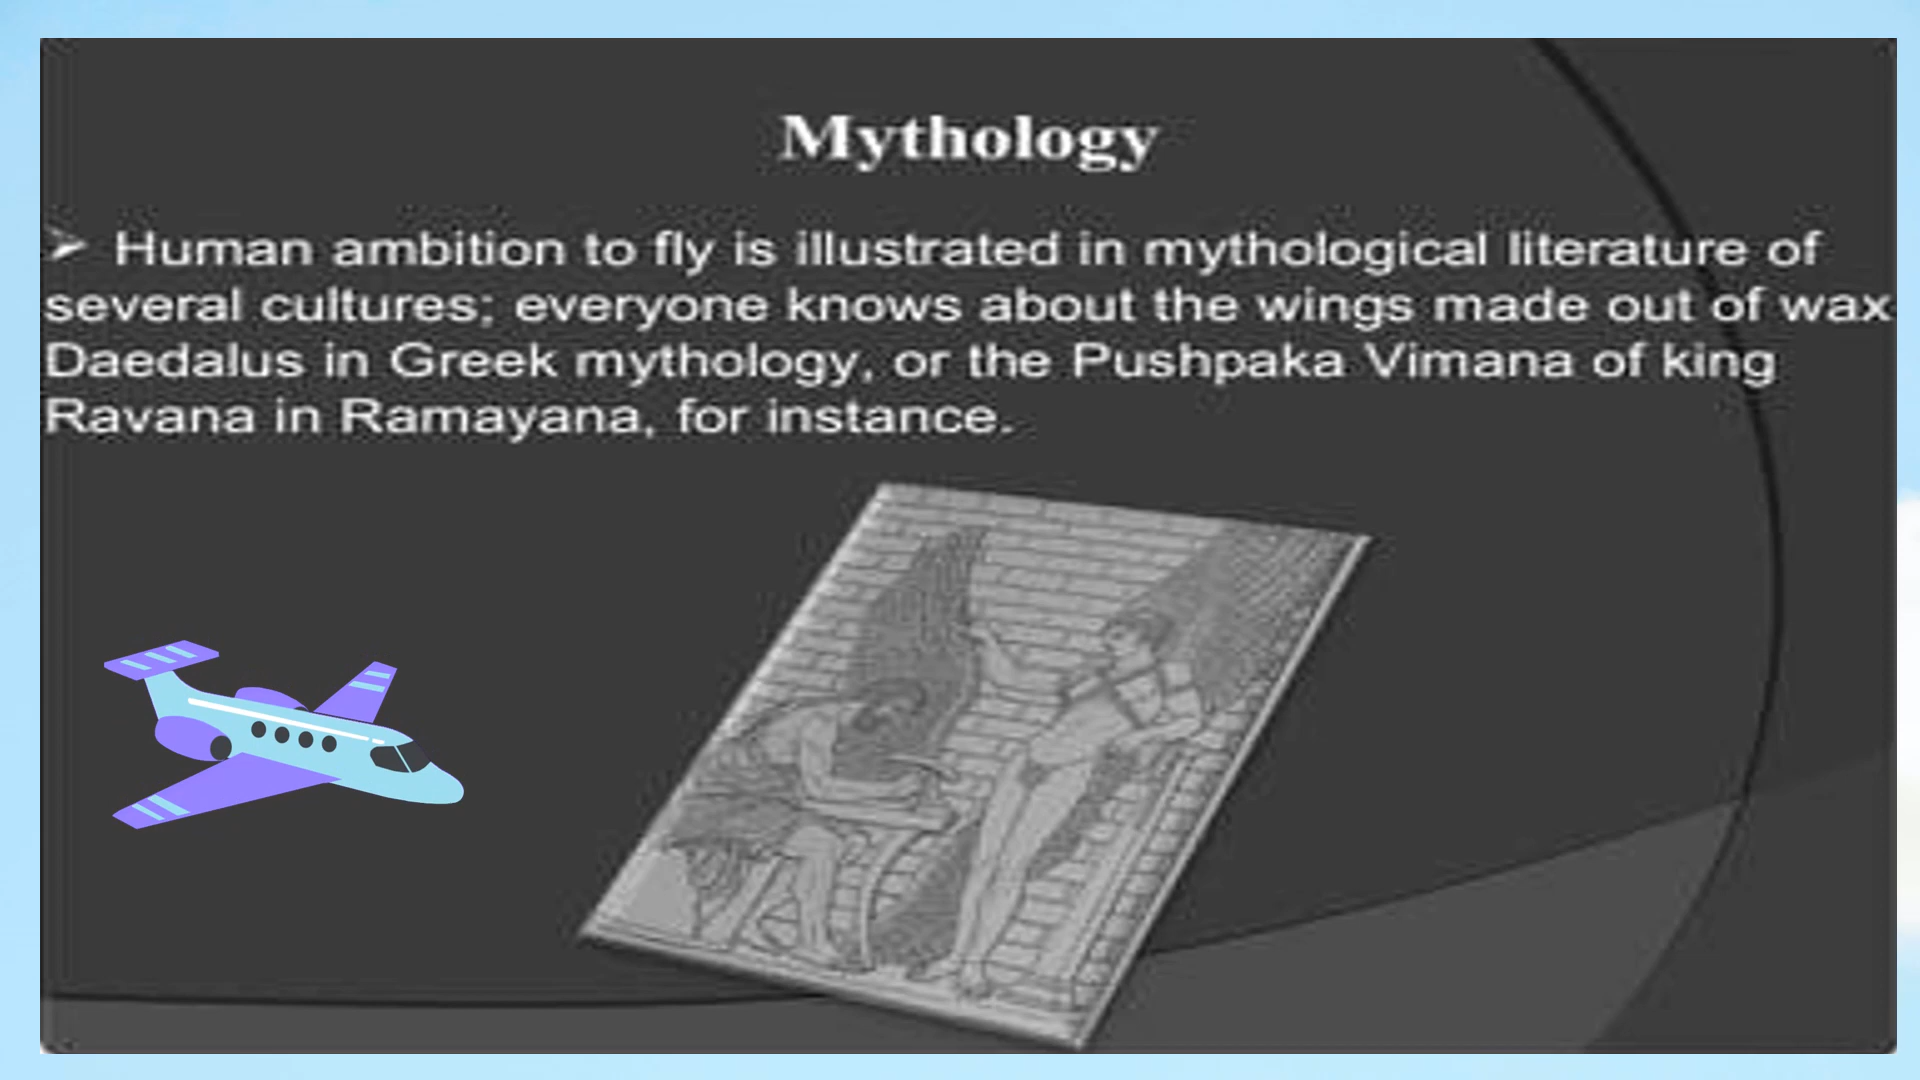 Mythology
➢ Human ambition to fly is illustrated in mythological literature of
several cultures; everyone knows about the wings made out of wax
Daedalus in Greek mythology, or the Pushpaka Vimana of king
Ravana in Ramayana, for instance.